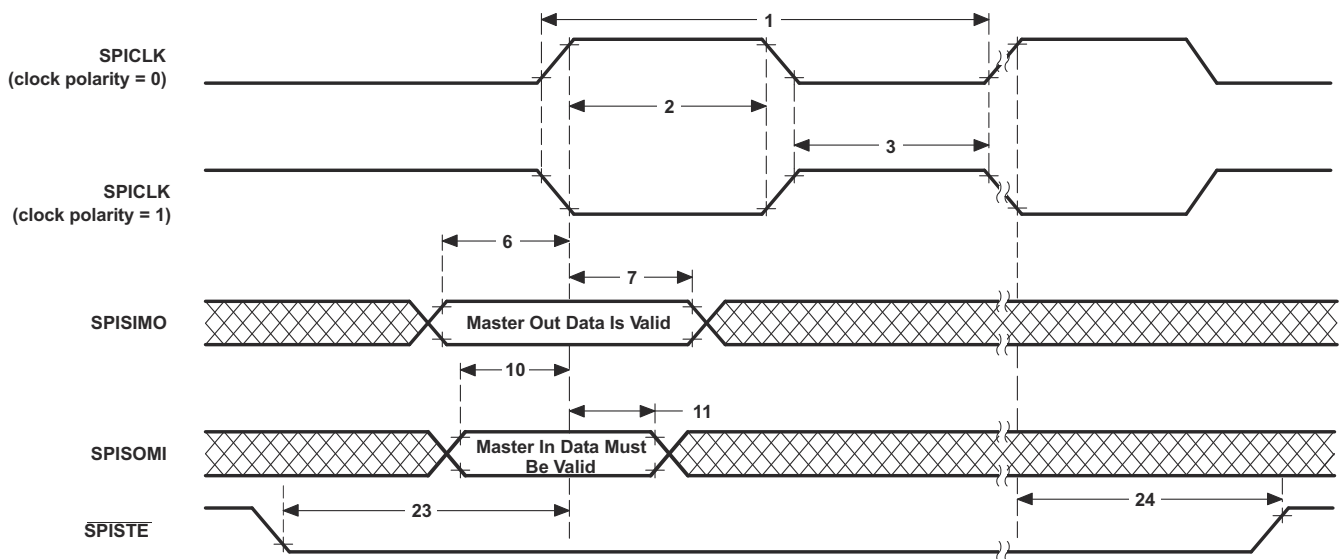 1
SPICLK
(clock polarity = 0)
2
3
SPICLK
(clock polarity = 1)
6
7
SPISIMO
Master Out Data Is Valid
10
11
SPISOMI
Master In Data Must
Be Valid
23
24
SPISTE